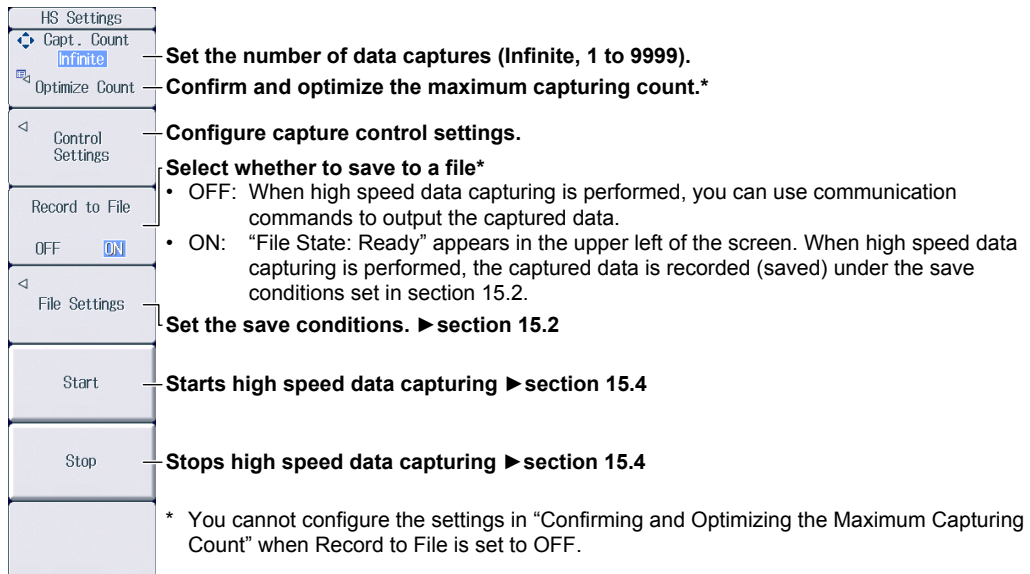 HS Settings
Capt. Count
Infinite
Optimize Count
Control
Settings
Record to File
OFF ON
File Settings
Start
Stop
Set the number of data captures (Infinite, 1 to 9999).
Confirm and optimize the maximum capturing count.*
Configure capture control settings.
Select whether to save to a file*
• OFF: When high speed data capturing is performed, you can use communication
commands to output the captured data.
• ON: “File State: Ready” appears in the upper left of the screen. When high speed data
capturing is performed, the captured data is recorded (saved) under the save
conditions set in section 15.2.
Set the save conditions. ►section 15.2
Starts high speed data capturing ►section 15.4
Stops high speed data capturing ►section 15.4
* You cannot configure the settings in “Confirming and Optimizing the Maximum Capturing
Count” when Record to File is set to OFF.